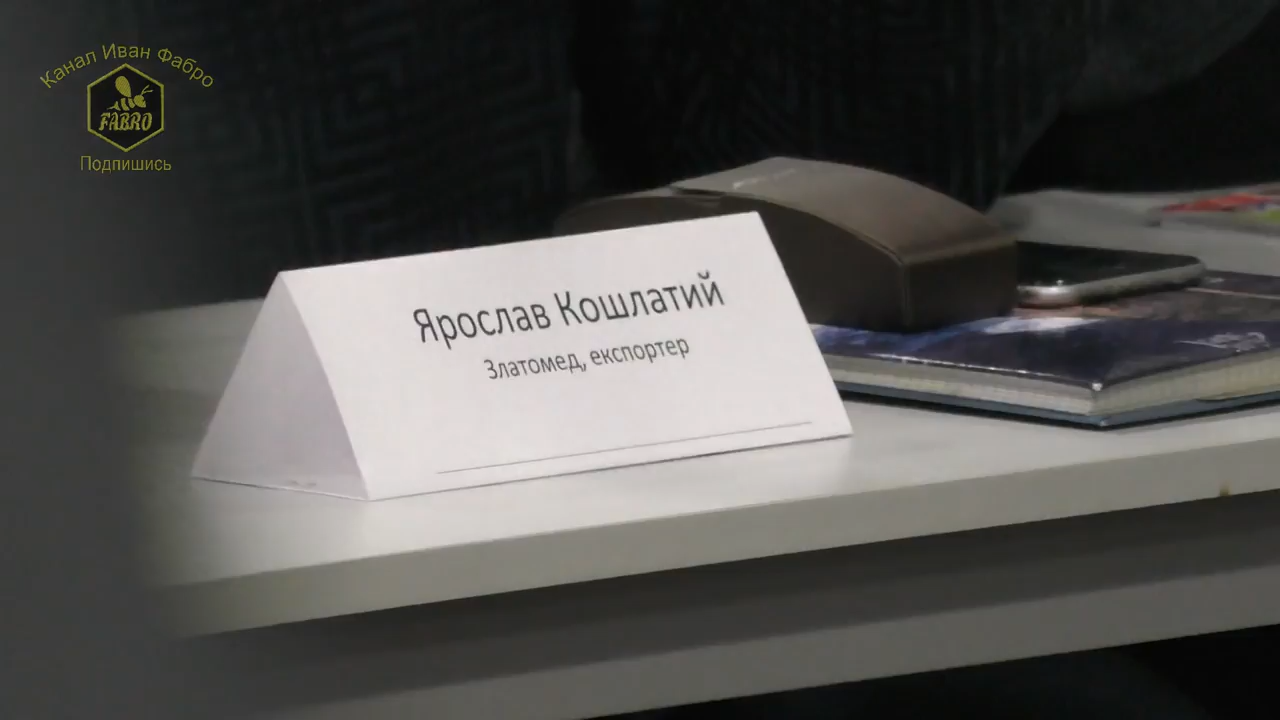 Канал Иван Фабро
FABRO
Подпишись
Ярослав Кошлатий
Златомед, експортер